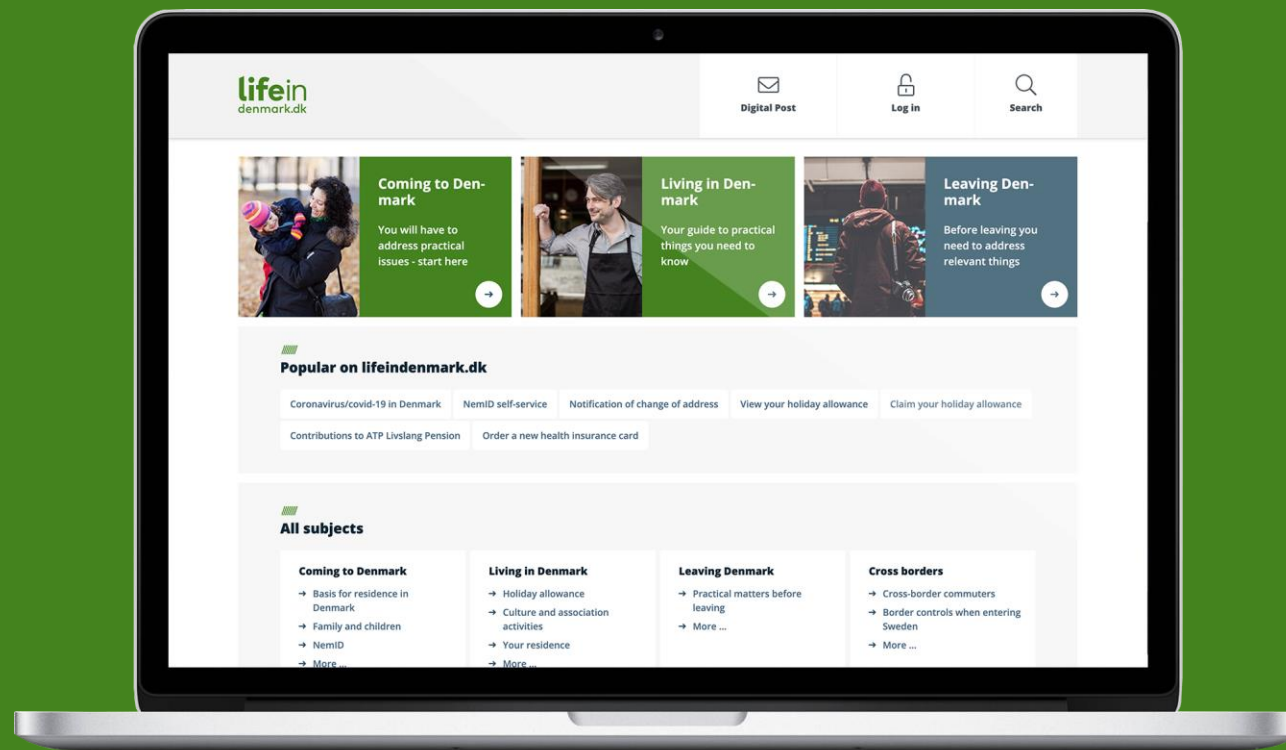 lifein
denmark.dk
Digital Post
Log in
Search
Coming to Den-
mark
You will have to
address practical
issues - start here
Living in Den-
mark
Your guide to practical
things you need to
know
Leaving Den-
mark
Before leaving you
need to address
relevant things
Popular on lifeindenmark.dk
Coronavirus/covid-19 in Denmark
NemID self-service
Notification of change of address
View your holiday allowance
Claim your holiday allowance
Contributions to ATP Livslang Pension
Order a new health insurance card
All subjects
Coming to Denmark
→ Basis for residence in
Denmark
→ Family and children
→ NemID
→ More ...
Living in Denmark
→ Holiday allowance
→ Culture and association
activities
→ Your residence
→ More ...
Leaving Denmark
→ Practical matters before
leaving
→ More ...
Cross borders
→ Cross-border commuters
→ Border controls when entering
Sweden
→ More ...